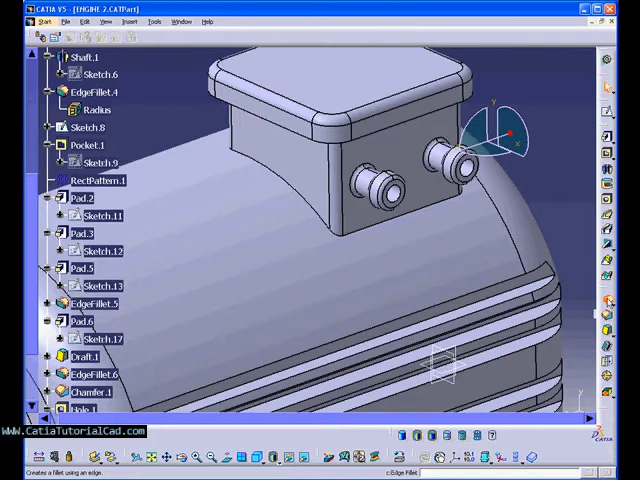 CATIA V5 - [ENGINE 2.CATPart]
Start File Edit View Insert Tools Window Help
Shaft.1
Sketch.6
EdgeFillet.4
Radius
Sketch.8
Pocket.1
Sketch.9
RectPattern.1
Pad.2
Sketch.11
Pad.3
Sketch.12
Pad.5
Sketch.13
EdgeFillet.5
Pad.6
Sketch.17
Draft.1
EdgeFillet.6
Chamfer.1
Hole.1
Y
X
www.CatiaTutorialCad.com
CATIA
Creates a fillet using an edge.
c:Edge Fillet